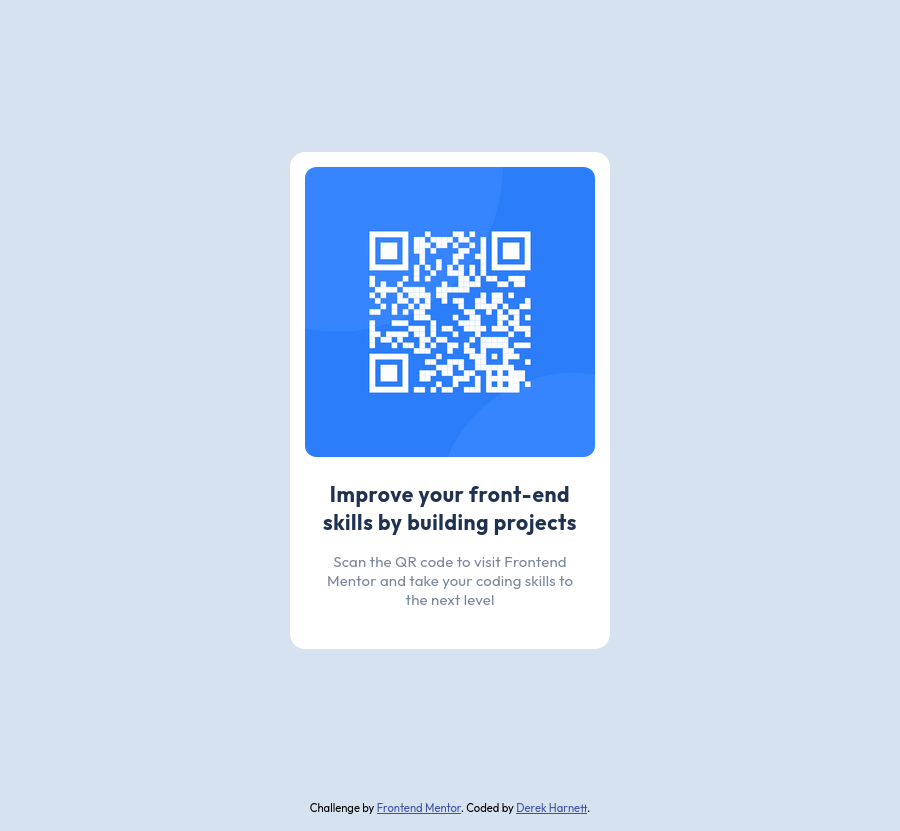 Improve your front-end
skills by building projects
Scan the QR code to visit Frontend
Mentor and take your coding skills to
the next level
Challenge by Frontend Mentor. Coded by Derek Harnett.